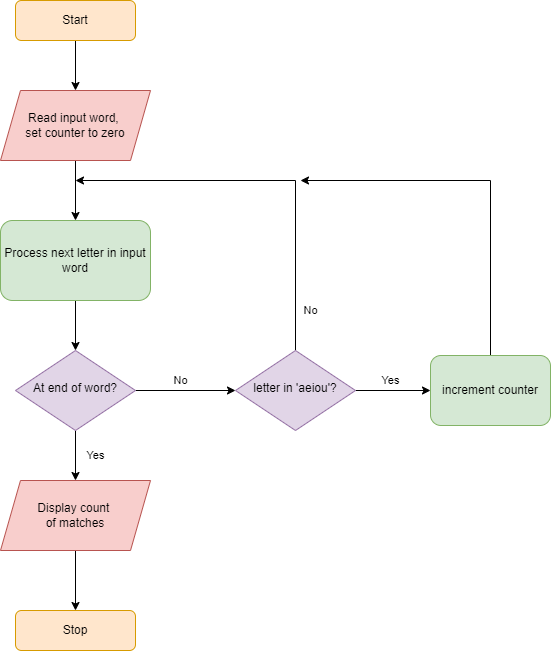 Start
Read input word,
set counter to zero
Process next letter in input
word
No
At end of word?
No
letter in 'aeiou'?
Yes
increment counter
Yes
Display count
of matches
Stop